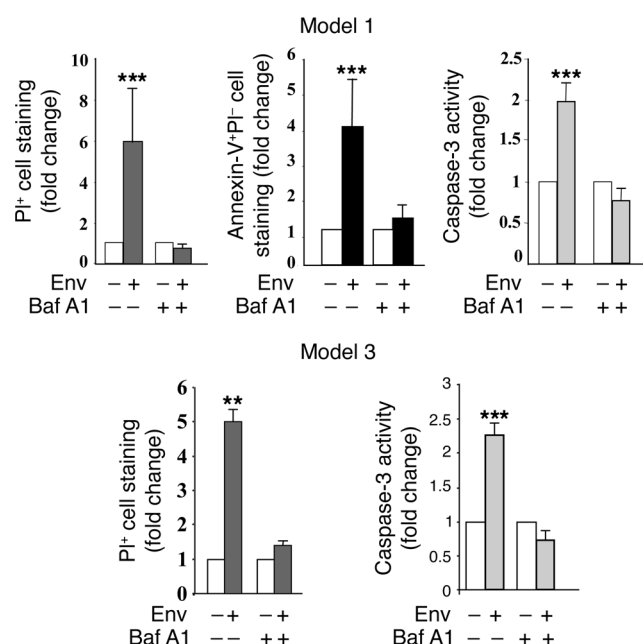 Model 1
PI⁺ cell staining
(fold change)
10
8
6
4
2
1
0
***
Env − + − +
Baf A1 − − + +
Annexin-V⁺PI⁻ cell
staining (fold change)
6
5
4
3
2
1
0
***
− + − +
− − + +
Caspase-3 activity
(fold change)
2.5
2
1
0.5
0
***
Env − + − +
Baf A1 − − + +
Model 3
PI⁺ cell staining
(fold change)
6
5
4
3
2
1
0
**
Env − + − +
Baf A1 − − + +
Caspase-3 activity
(fold change)
3
2.5
2
1.5
1
0.5
0
***
Env − + − +
Baf A1 − − + +